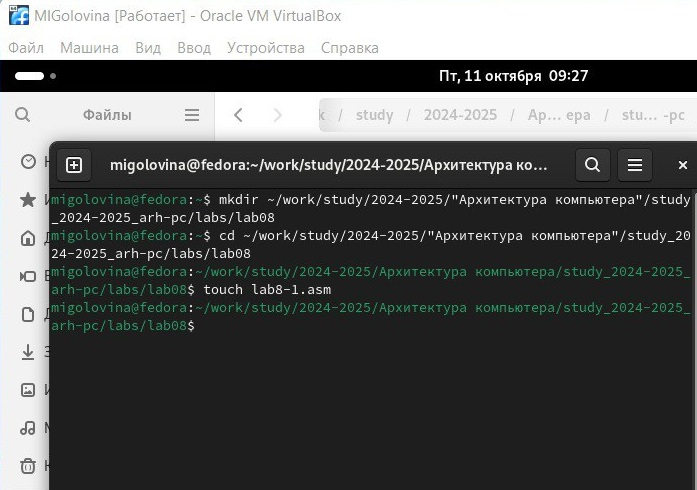 MIGolovina [Работает] - Oracle VM VirtualBox
Файл Машина Вид Ввод Устройства Справка
Пт, 11 октября 09:27
Файлы
k / study / 2024-2025 / Ар… ера / stu… -pc
migolovina@fedora:~/work/study/2024-2025/Архитектура ко…
migolovina@fedora:~$ mkdir ~/work/study/2024-2025/"Архитектура компьютера"/study
_2024-2025_arh-pc/labs/lab08
migolovina@fedora:~$ cd ~/work/study/2024-2025/"Архитектура компьютера"/study_20
24-2025_arh-pc/labs/lab08
migolovina@fedora:~/work/study/2024-2025/Архитектура компьютера/study_2024-2025_
arh-pc/labs/lab08$ touch lab8-1.asm
migolovina@fedora:~/work/study/2024-2025/Архитектура компьютера/study_2024-2025_
arh-pc/labs/lab08$